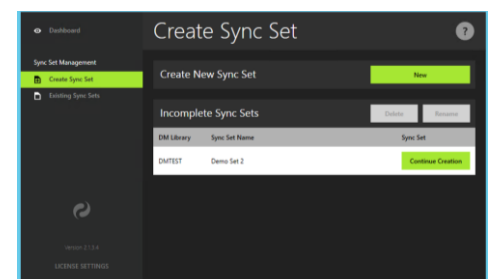 Dashboard
Create Sync Set
?
Sync Set Management
Create Sync Set
Existing Sync Sets
Create New Sync Set
New
Incomplete Sync Sets
Delete
Rename
DM Library
Sync Set Name
Sync Set
DMTEST
Demo Set 2
Continue Creation
LICENSE SETTINGS